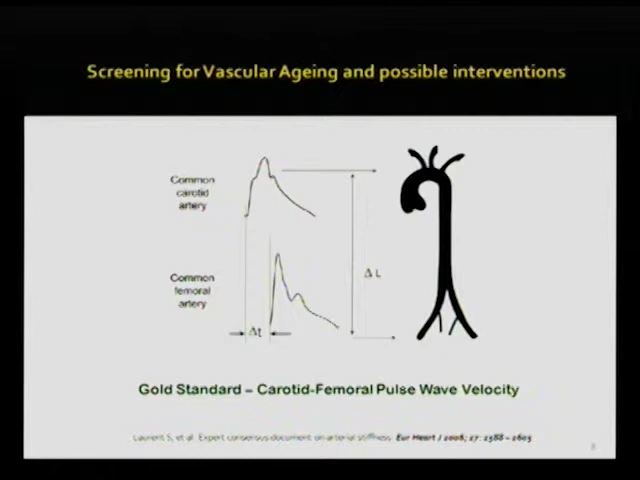 Screening for Vascular Ageing and possible interventions
Common
carotid
artery
Δ L
Common
femoral
artery
Δt
Gold Standard – Carotid-Femoral Pulse Wave Velocity
Laurent S, et al. Expert consensus document on arterial stiffness. Eur Heart J 2006; 27: 2588 – 2605